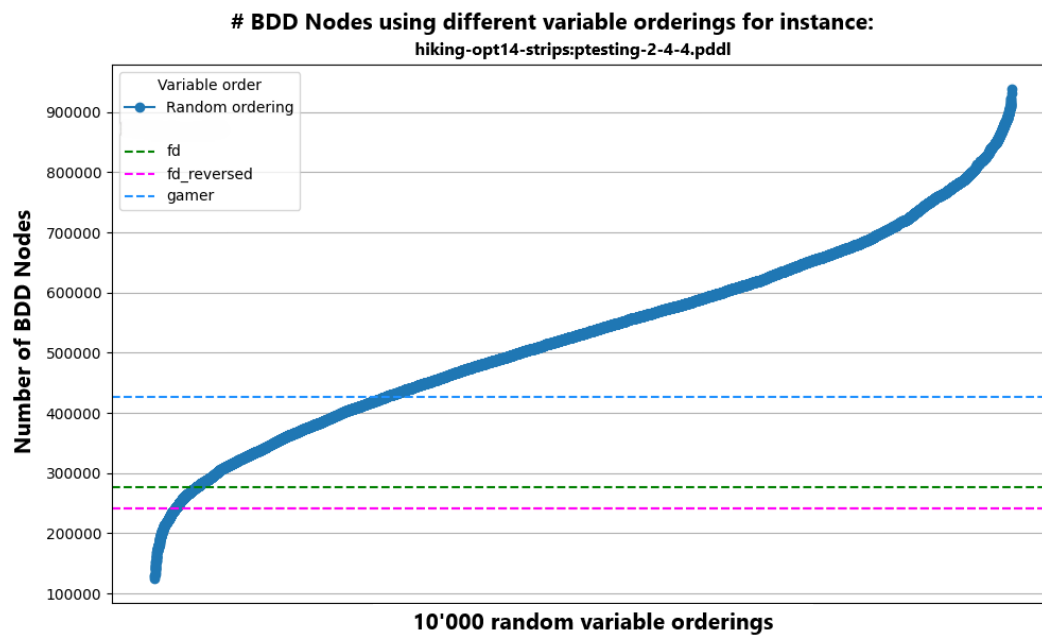 # BDD Nodes using different variable orderings for instance:
hiking-opt14-strips:ptesting-2-4-4.pddl
Variable order
Random ordering
fd
fd_reversed
gamer
900000
800000
700000
600000
500000
400000
300000
200000
100000
Number of BDD Nodes
10'000 random variable orderings